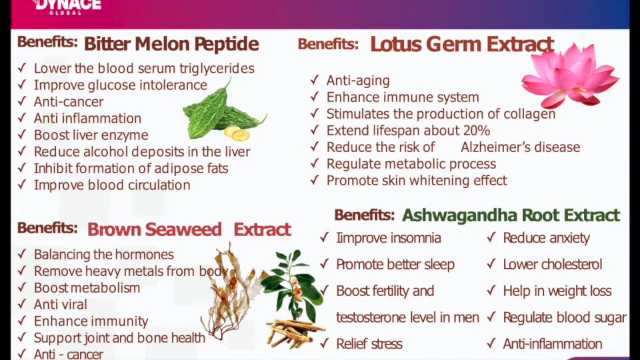 DYNACE
GLOBAL
Benefits: Bitter Melon Peptide
✓ Lower the blood serum triglycerides
✓ Improve glucose intolerance
✓ Anti-cancer
✓ Anti inflammation
✓ Boost liver enzyme
✓ Reduce alcohol deposits in the liver
✓ Inhibit formation of adipose fats
✓ Improve blood circulation
Benefits: Lotus Germ Extract
✓ Anti-aging
✓ Enhance immune system
✓ Stimulates the production of collagen
✓ Extend lifespan about 20%
✓ Reduce the risk of Alzheimer's disease
✓ Regulate metabolic process
✓ Promote skin whitening effect
Benefits: Brown Seaweed Extract
✓ Balancing the hormones
✓ Remove heavy metals from body
✓ Boost metabolism
✓ Anti viral
✓ Enhance immunity
✓ Support joint and bone health
✓ Anti - cancer
Benefits: Ashwagandha Root Extract
✓ Iimprove insomnia
✓ Promote better sleep
✓ Boost fertility and
testosterone level in men
✓ Relief stress
✓ Reduce anxiety
✓ Lower cholesterol
✓ Help in weight loss
✓ Regulate blood sugar
✓ Anti-inflammation